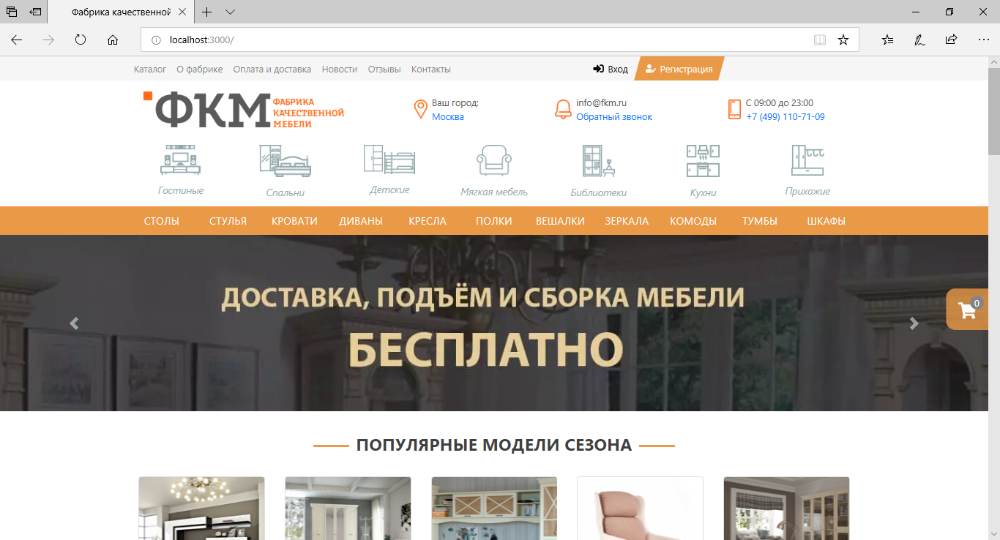 Фабрика качественной
localhost:3000/
Каталог О фабрике Оплата и доставка Новости Отзывы Контакты Вход Регистрация
ФКМ
ФАБРИКА
КАЧЕСТВЕННОЙ
МЕБЕЛИ
Ваш город:
Москва
info@fkm.ru
Обратный звонок
С 09:00 до 23:00
+7 (499) 110-71-09
Гостиные Спальни Детские Мягкая мебель Библиотеки Кухни Прихожие
СТОЛЫ СТУЛЬЯ КРОВАТИ ДИВАНЫ КРЕСЛА ПОЛКИ ВЕШАЛКИ ЗЕРКАЛА КОМОДЫ ТУМБЫ ШКАФЫ
ДОСТАВКА, ПОДЪЁМ И СБОРКА МЕБЕЛИ
БЕСПЛАТНО
0
ПОПУЛЯРНЫЕ МОДЕЛИ СЕЗОНА